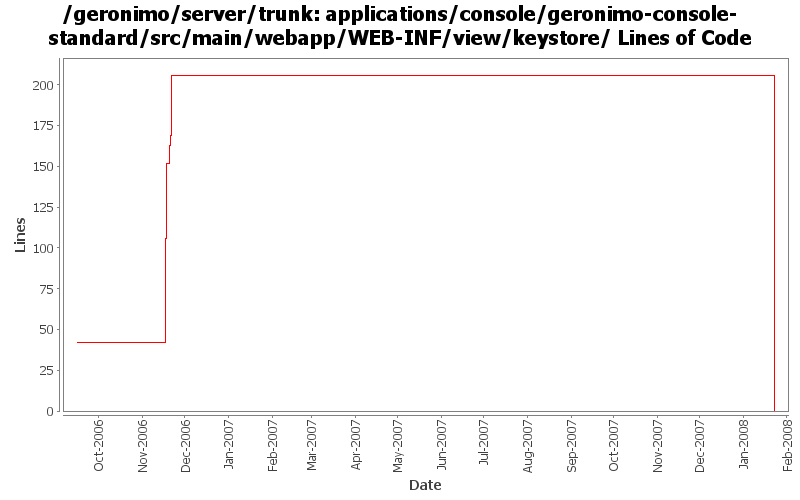 /geronimo/server/trunk: applications/console/geronimo-console-
standard/src/main/webapp/WEB-INF/view/keystore/ Lines of Code
200
175
150
125
100
75
50
25
0
Lines
Oct-2006
Nov-2006
Dec-2006
Jan-2007
Feb-2007
Mar-2007
Apr-2007
May-2007
Jun-2007
Jul-2007
Aug-2007
Sep-2007
Oct-2007
Nov-2007
Dec-2007
Jan-2008
Feb-2008
Date